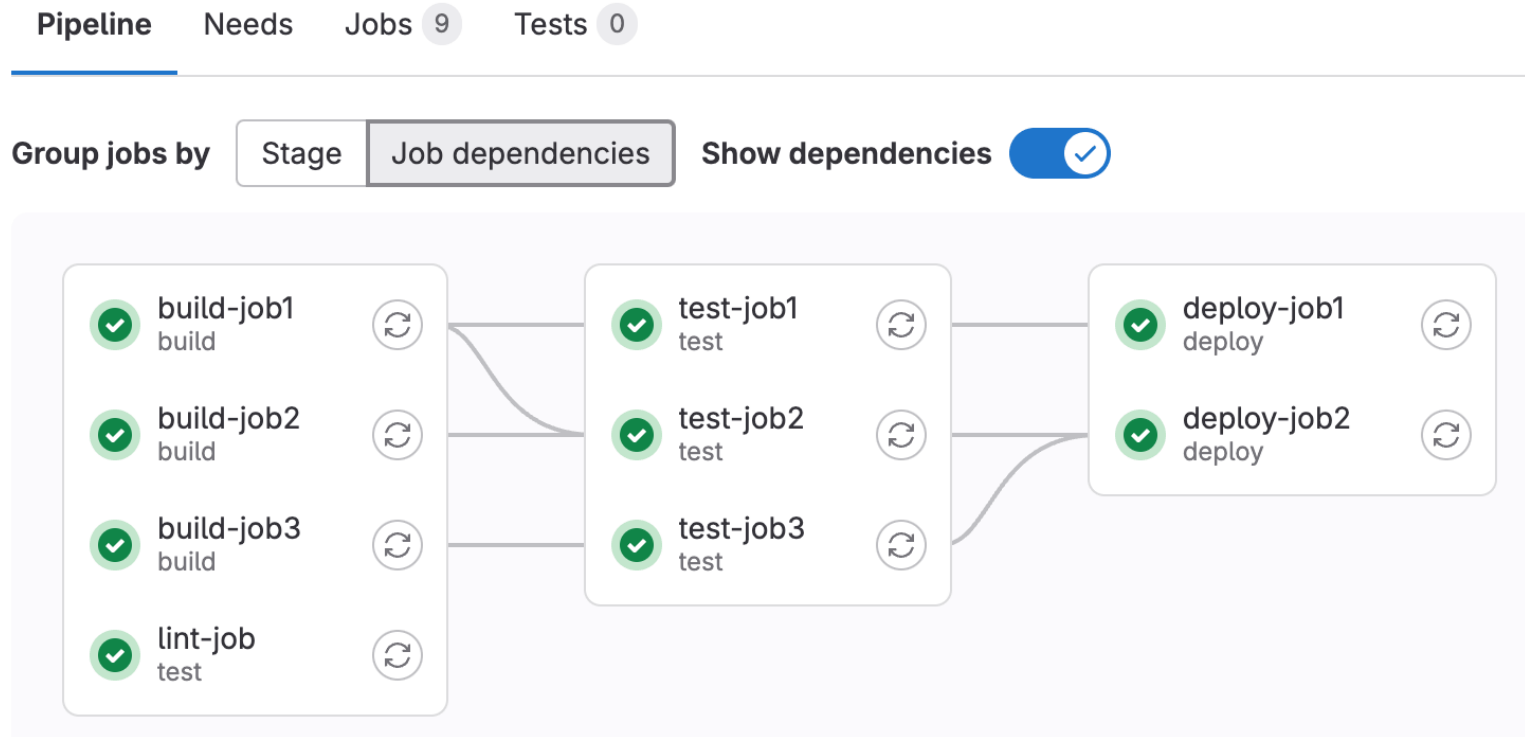 Pipeline Needs Jobs 9 Tests 0
Group jobs by Stage Job dependencies Show dependencies
build-job1
build
build-job2
build
build-job3
build
lint-job
test
test-job1
test
test-job2
test
test-job3
test
deploy-job1
deploy
deploy-job2
deploy